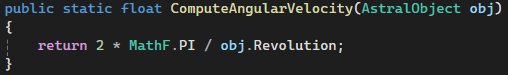 public static float ComputeAngularVelocity(AstralObject obj)
{
    return 2 * MathF.PI / obj.Revolution;
}